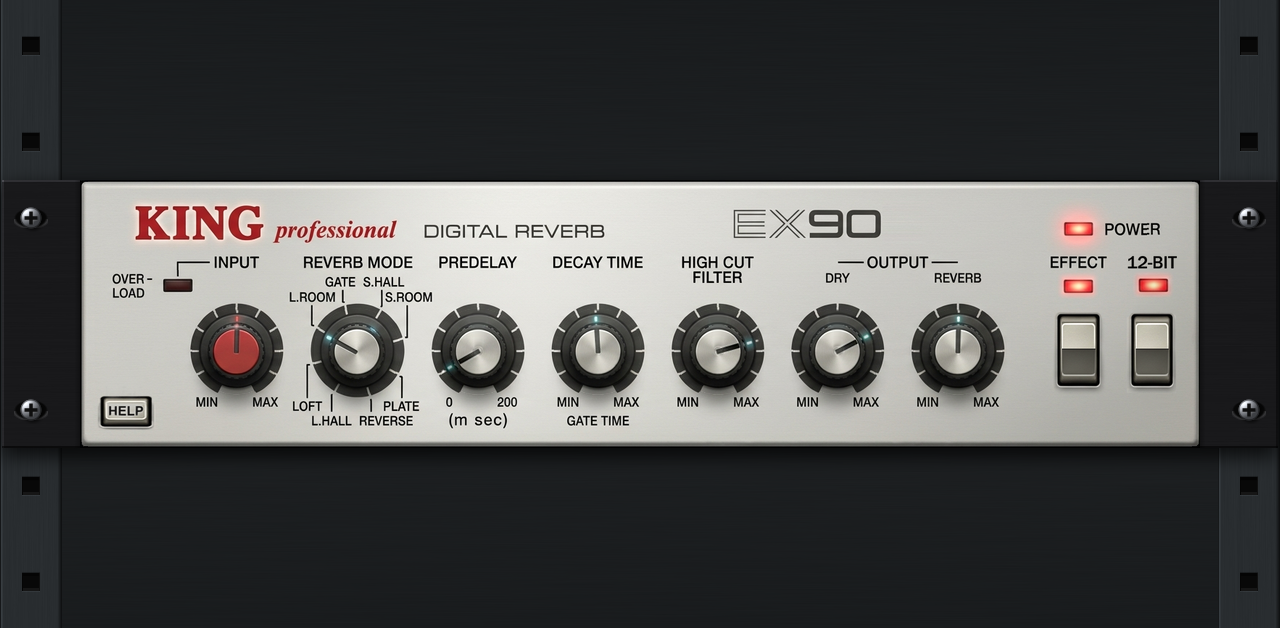 KING professional DIGITAL REVERB EX90
POWER
OVER-
LOAD
INPUT
MIN MAX
REVERB MODE
GATE S.HALL
L.ROOM S.ROOM
LOFT PLATE
L.HALL REVERSE
PREDELAY
0 200
(m sec)
DECAY TIME
MIN MAX
GATE TIME
HIGH CUT
FILTER
MIN MAX
OUTPUT
DRY REVERB
MIN MAX
MIN MAX
EFFECT 12-BIT
HELP